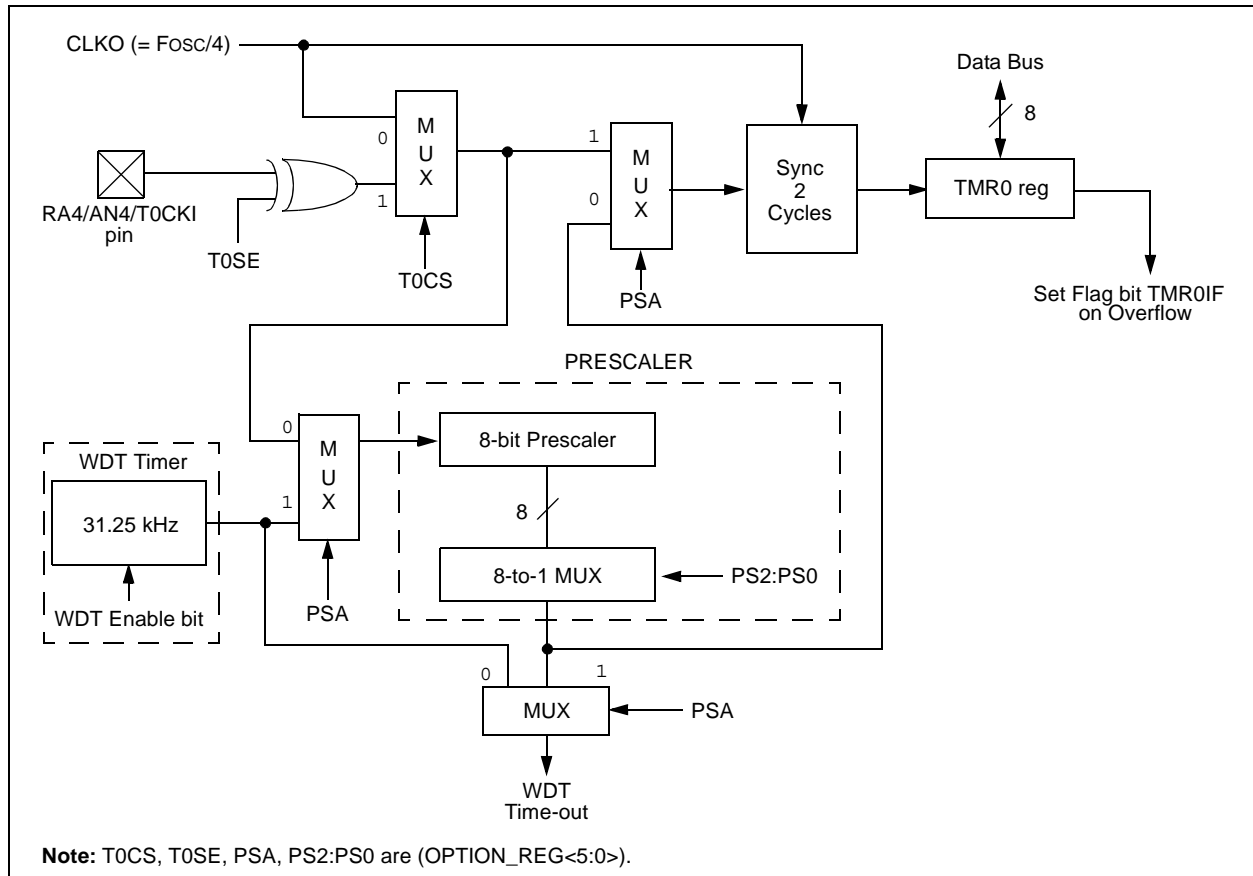 CLKO (= FOSC/4)
Data Bus
8
M
U
X
0
1
M
U
X
1
0
Sync
2
Cycles
TMR0 reg
RA4/AN4/T0CKI
pin
T0SE
T0CS
PSA
Set Flag bit TMR0IF
on Overflow
PRESCALER
0
M
U
X
1
8-bit Prescaler
WDT Timer
31.25 kHz
8
8-to-1 MUX
PS2:PS0
WDT Enable bit
PSA
0
1
MUX
PSA
WDT
Time-out
Note: T0CS, T0SE, PSA, PS2:PS0 are (OPTION_REG<5:0>).